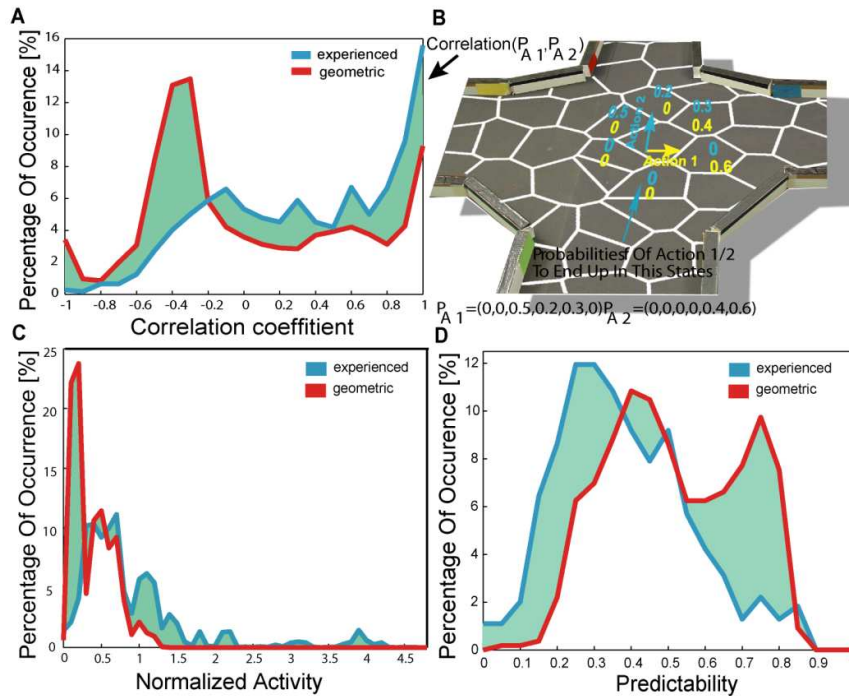 A
Percentage Of Occurence [%]
16
14
12
10
8
6
4
2
0
-1 -0.8 -0.6 -0.4 -0.2 0 0.2 0.4 0.6 0.8 1
Correlation coeffitient
experienced
geometric
B
Correlation(P A 1,P A 2)
0.2
0
0.5
0
0.3
0.4
0
0
0
0.6
0
0
Action 2
Action 1
Probabilities Of Action 1/2
To End Up In This States
P A 1=(0,0,0.5,0.2,0.3,0)P A 2=(0,0,0,0,0.4,0.6)
C
Percentage Of Occurrence [%]
25
20
15
10
5
0
0 0.5 1 1.5 2 2.5 3 3.5 4 4.5
Normalized Activity
experienced
geometric
D
Percentage Of Occurence [%]
12
10
8
6
4
2
0
0 0.1 0.2 0.3 0.4 0.5 0.6 0.7 0.8 0.9
Predictability
experienced
geometric